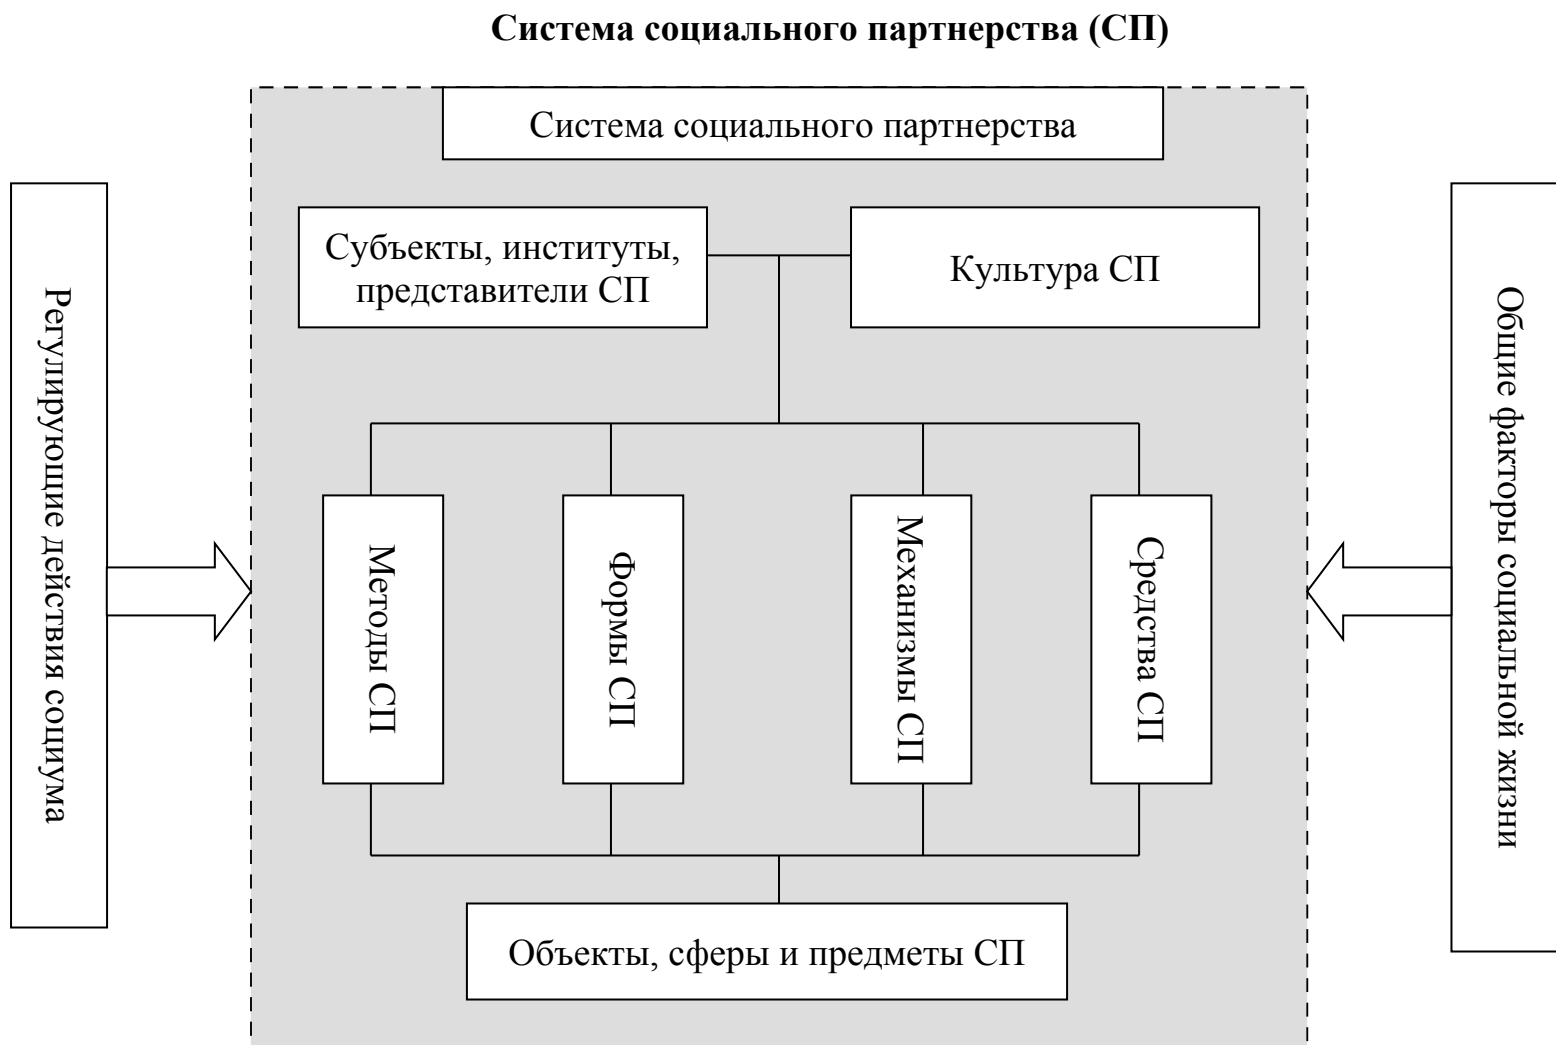 Система социального партнерства (СП)
Система социального партнерства
Субъекты, институты,
представители СП
Культура СП
Регулирующие действия социума
Общие факторы социальной жизни
Методы СП
Формы СП
Механизмы СП
Средства СП
Объекты, сферы и предметы СП